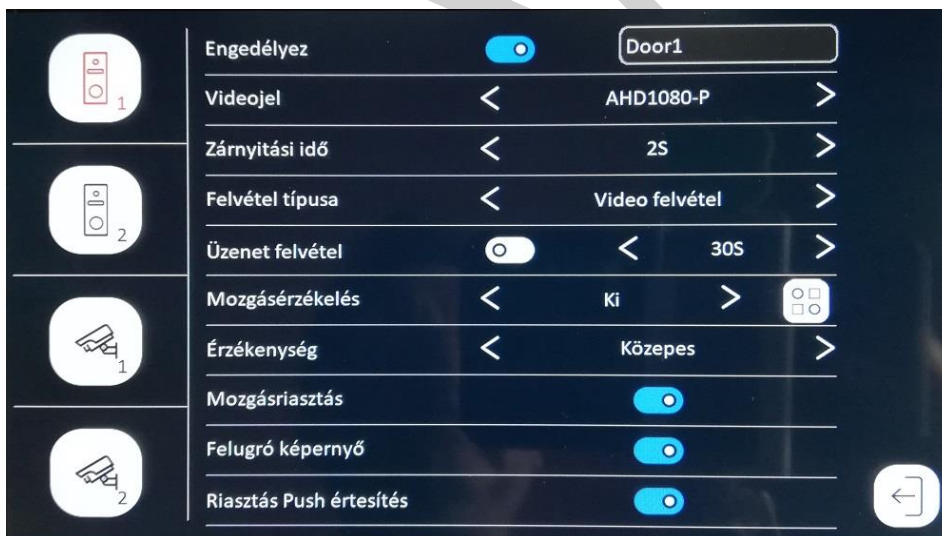 1
2
1
2
Engedélyez Door1
Videojel < AHD1080-P >
Zárnyitási idő < 2S >
Felvétel típusa < Video felvétel >
Üzenet felvétel < 30S >
Mozgásérzékelés < Ki >
Érzékenység < Közepes >
Mozgásriasztás
Felugró képernyő
Riasztás Push értesítés